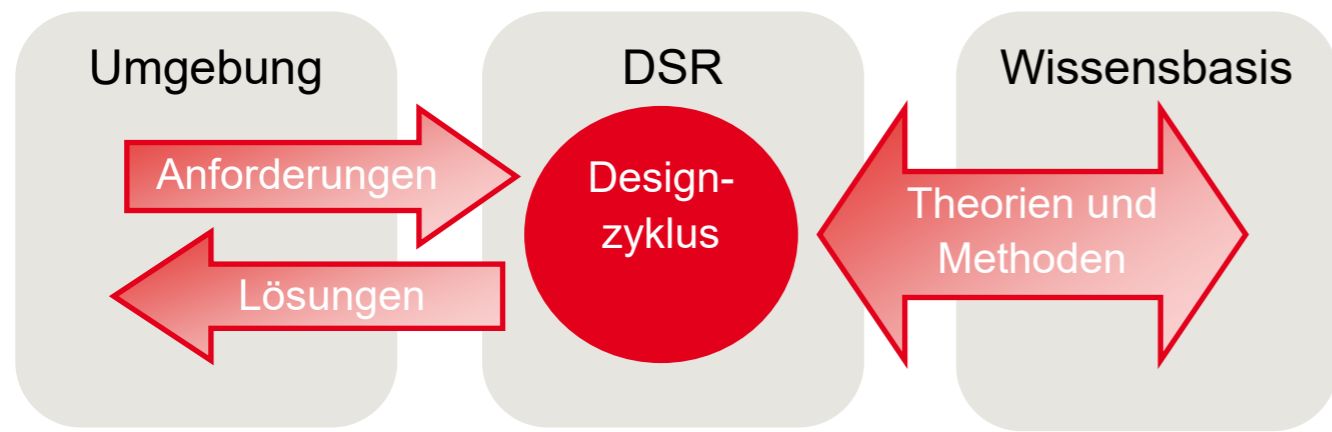 Umgebung
DSR
Wissensbasis
Anforderungen
Lösungen
Design-
zyklus
Theorien und
Methoden